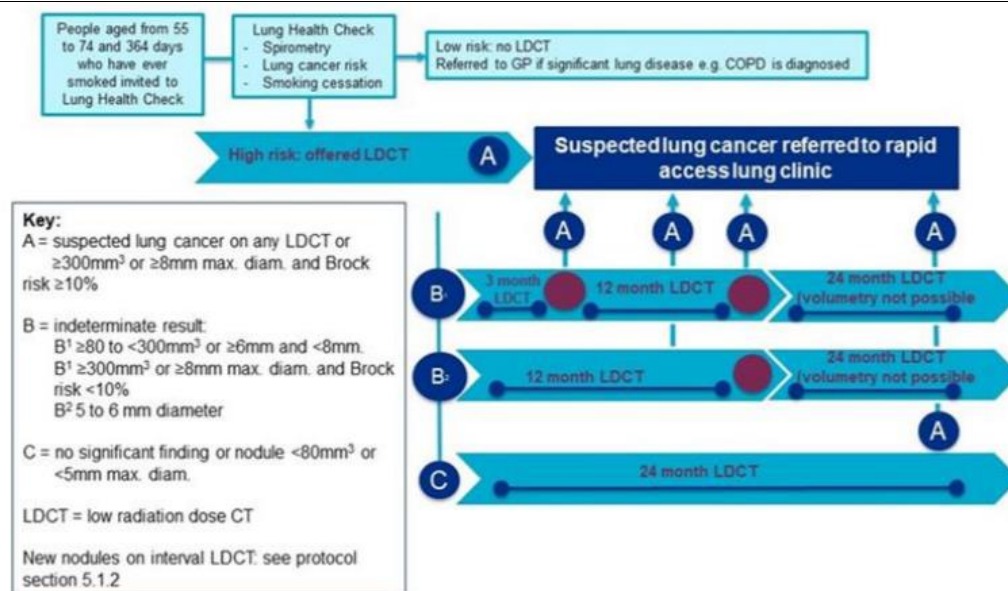 People aged from 55
to 74 and 364 days
who have ever
smoked invited to
Lung Health Check
Lung Health Check
- Spirometry
- Lung cancer risk
- Smoking cessation
Low risk: no LDCT
Referred to GP if significant lung disease e.g. COPD is diagnosed
High risk: offered LDCT
A
Suspected lung cancer referred to rapid
access lung clinic
Key:
A = suspected lung cancer on any LDCT or
≥300mm³ or ≥8mm max. diam. and Brock
risk ≥10%
B = indeterminate result:
B¹ ≥80 to <300mm³ or ≥6mm and <8mm.
B¹ ≥300mm³ or ≥8mm max. diam. and Brock
risk <10%
B² 5 to 6 mm diameter
C = no significant finding or nodule <80mm³ or
<5mm max. diam.
LDCT = low radiation dose CT
New nodules on interval LDCT: see protocol
section 5.1.2
A
A
A
A
B₁
3 month
LDCT
12 month LDCT
24 month LDCT
(volumetry not possible
B₂
12 month LDCT
24 month LDCT
(volumetry not possible
A
C
24 month LDCT